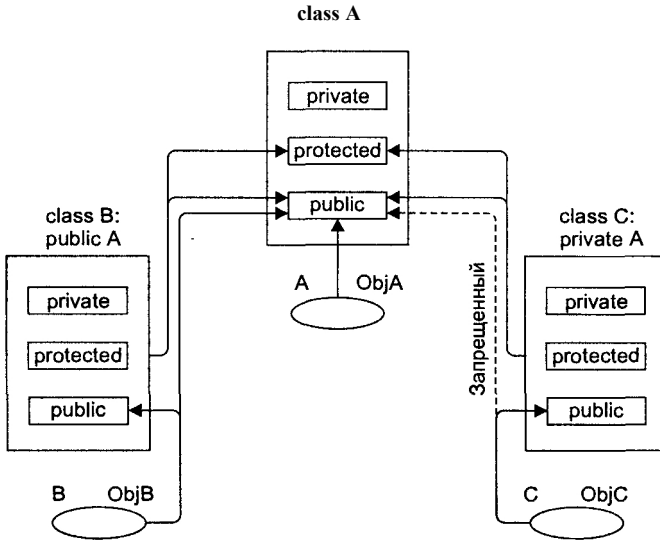 class A
private
protected
public
class B:
public A
private
protected
public
class C:
private A
private
protected
public
A ObjA
Запрещенный
B ObjB
C ObjC